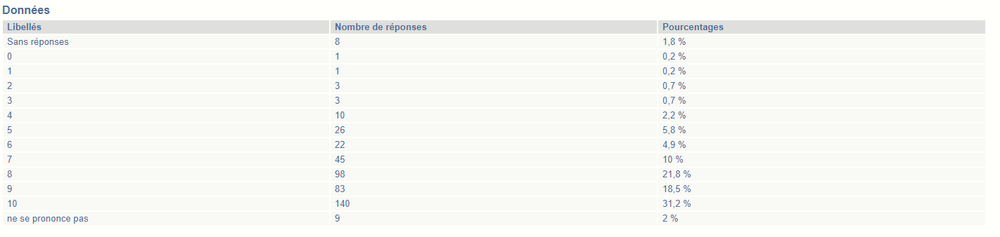 Données
Libellés Nombre de réponses Pourcentages
Sans réponses 8 1,8 %
0 1 0,2 %
1 1 0,2 %
2 3 0,7 %
3 3 0,7 %
4 10 2,2 %
5 26 5,8 %
6 22 4,9 %
7 45 10 %
8 98 21,8 %
9 83 18,5 %
10 140 31,2 %
ne se prononce pas 9 2 %